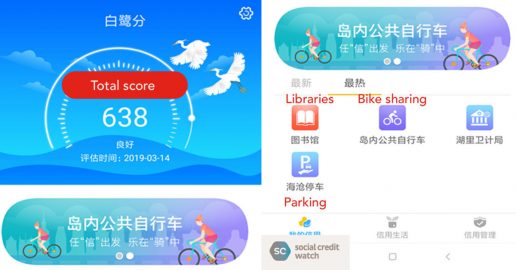 白鹭分
Total score
638
良好
评估时间：2019-03-14
岛内公共自行车
任“信”出发 乐在“骑”中
岛内公共自行车
任“信”出发 乐在“骑”中
最新
最热
Libraries
Bike sharing
图书馆
岛内公共自行车
湖里卫计局
海沧停车
Parking
我的信用
信用生活
信用管理
SC
social credit
watch